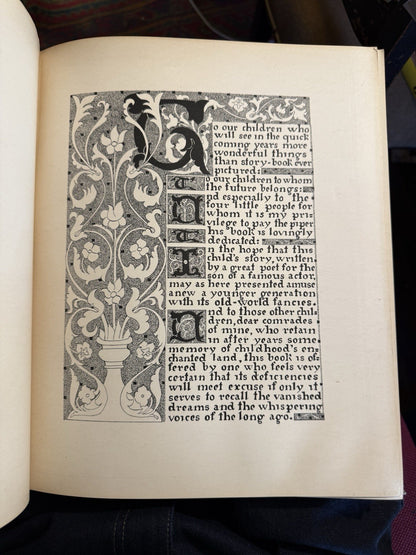 To our children who
will see in the quick
coming years more
wonderful things
than story-book ever
pictured:
To our children to whom
the future belongs:
And especially to the
four little people for
whom it is my pri-
vilege to pay the piper
This book is lovingly
dedicated:
In the hope that this
child's story, written
by a great poet for the
son of a famous actor,
may as here presented amuse
anew a younger generation
with its old-world fancies.
And to those other chil-
dren, dear comrades
of mine, who retain
in after years some
memory of childhood's en-
chanted land, this book is of-
fered by one who feels very
certain that its deficiencies
will meet excuse if only it
serves to recall the vanished
dreams and the whispering
voices of the long ago.